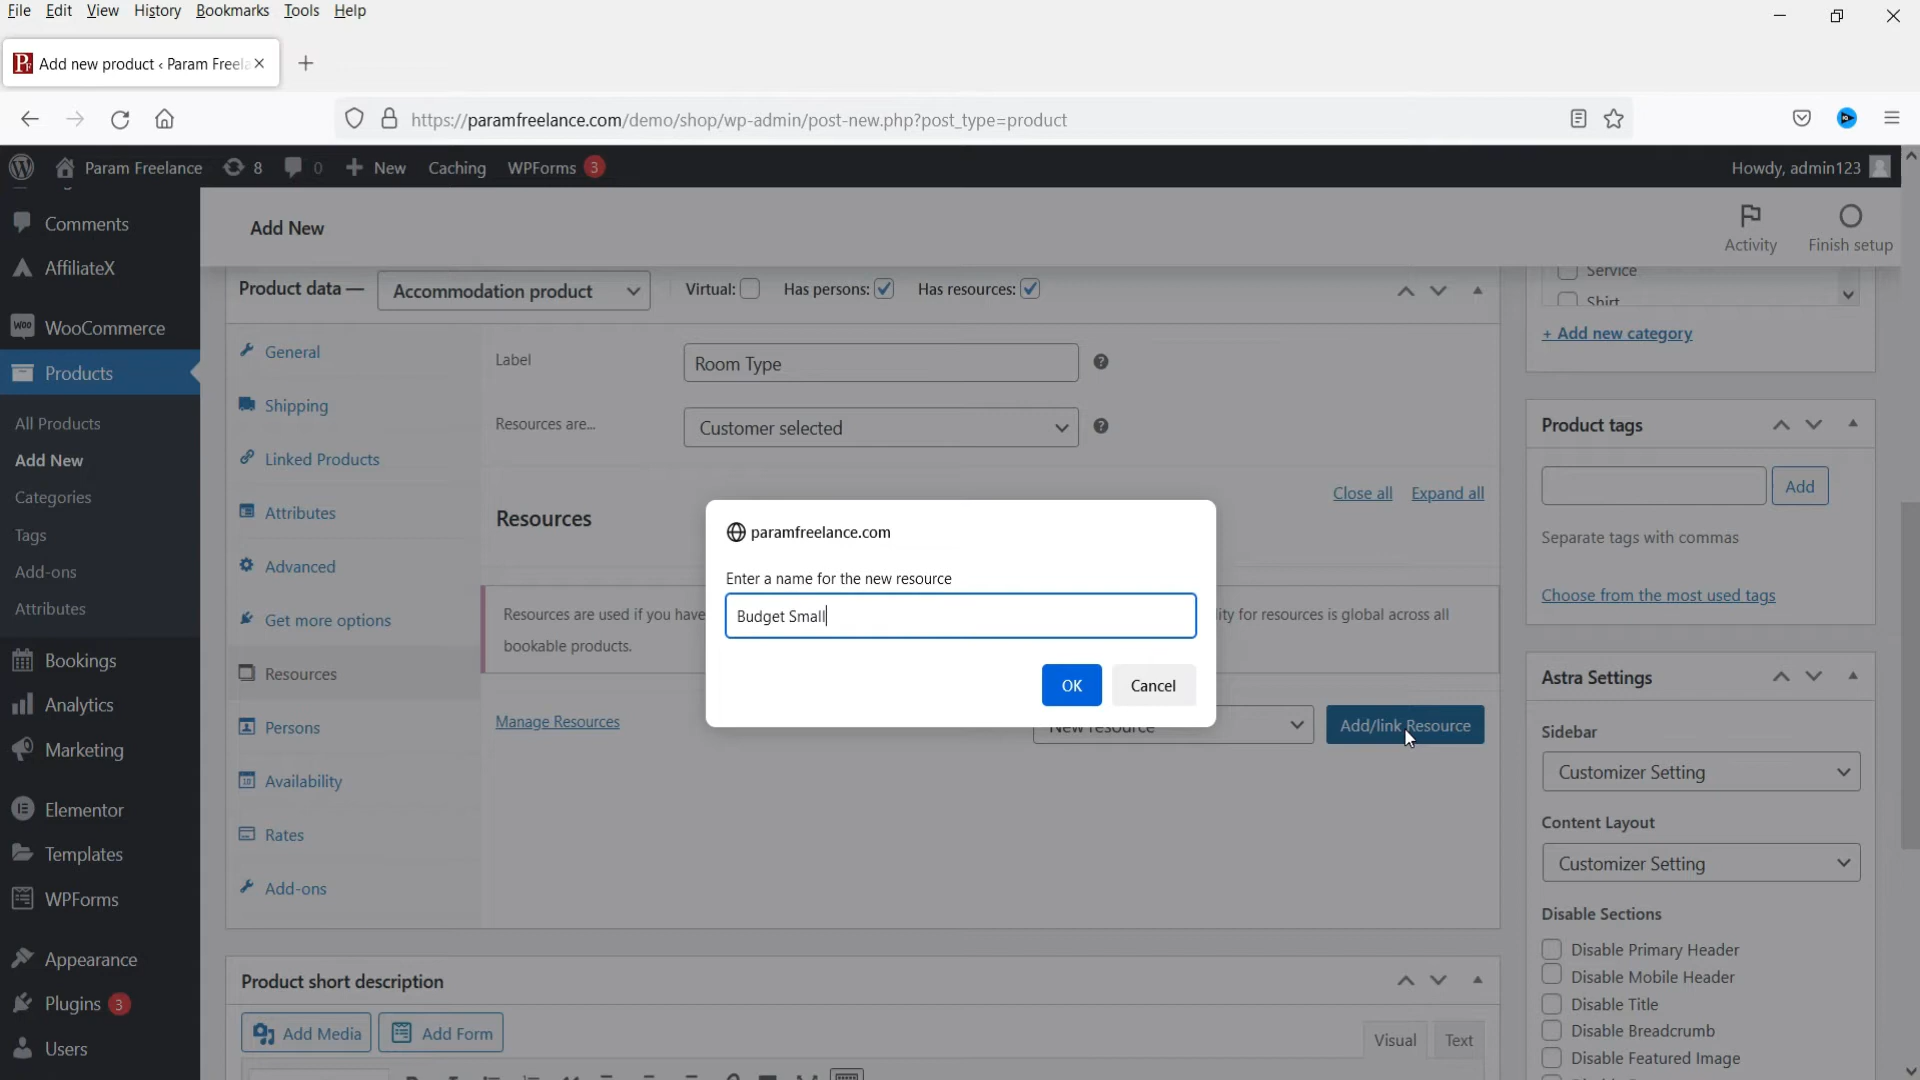 File Edit View History Bookmarks Tools Help
Add new product ‹ Param Freela
https://paramfreelance.com/demo/shop/wp-admin/post-new.php?post_type=product
Param Freelance 8 0 New Caching WPForms 3 Howdy, admin123
Comments
AffiliateX
WooCommerce
Products
All Products
Add New
Categories
Tags
Add-ons
Attributes
Bookings
Analytics
Marketing
Elementor
Templates
WPForms
Appearance
Plugins 3
Users
Add New
Activity
Finish setup
Product data — Accommodation product Virtual: Has persons: Has resources:
General
Shipping
Linked Products
Attributes
Advanced
Get more options
Resources
Persons
Availability
Rates
Add-ons
Label Room Type
Resources are... Customer selected
Close all Expand all
Resources
Resources are used if you have
lity for resources is global across all
bookable products.
Manage Resources
New resource
Add/link Resource
paramfreelance.com
Enter a name for the new resource
Budget Small
OK Cancel
Product short description
Add Media Add Form
Visual Text
Service
Shirt
+ Add new category
Product tags
Add
Separate tags with commas
Choose from the most used tags
Astra Settings
Sidebar
Customizer Setting
Content Layout
Customizer Setting
Disable Sections
Disable Primary Header
Disable Mobile Header
Disable Title
Disable Breadcrumb
Disable Featured Image